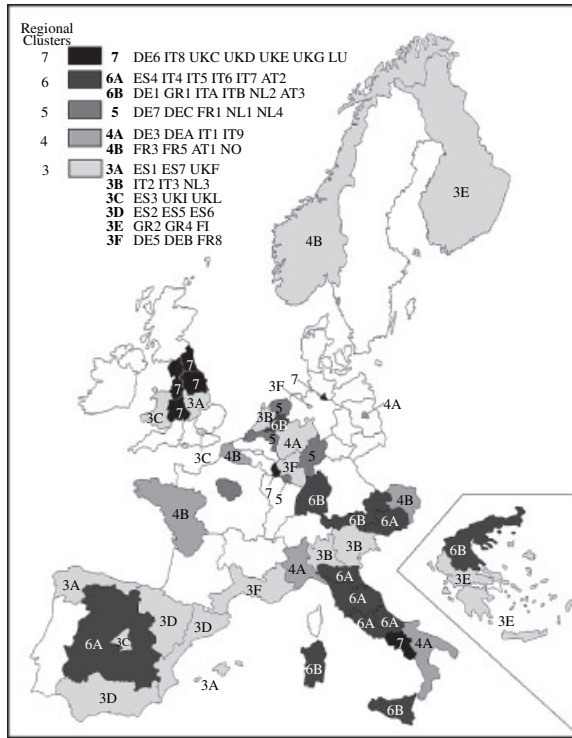 Regional
Clusters
7 7 DE6 IT8 UKC UKD UKE UKG LU
6 6A ES4 IT4 IT5 IT6 IT7 AT2
6B DE1 GR1 ITA ITB NL2 AT3
5 5 DE7 DEC FR1 NL1 NL4
4 4A DE3 DEA IT1 IT9
4B FR3 FR5 AT1 NO
3 3A ES1 ES7 UKF
3B IT2 IT3 NL3
3C ES3 UKI UKL
3D ES2 ES5 ES6
3E GR2 GR4 FI
3F DE5 DEB FR8
3E
4B
7
7 7
7
3A
3C
7
3F
5
3B
6B
4A
4A
5
5
3C
4B
3F
7
5
6B
4B
6B
6A
4B
3B
3B
4A
6A
3F
6A
6A
6A
7
4A
6B
6B
3A
3D
3D
6A
3C
3D
3A
6B
3E
3E